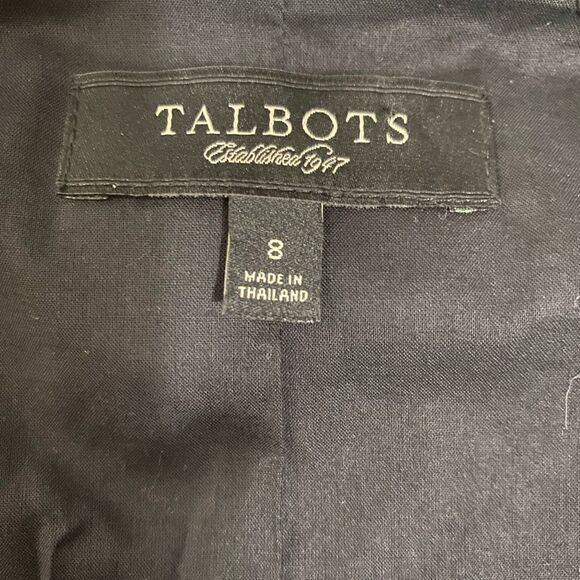 TALBOTS
Established 1947
8
MADE IN
THAILAND